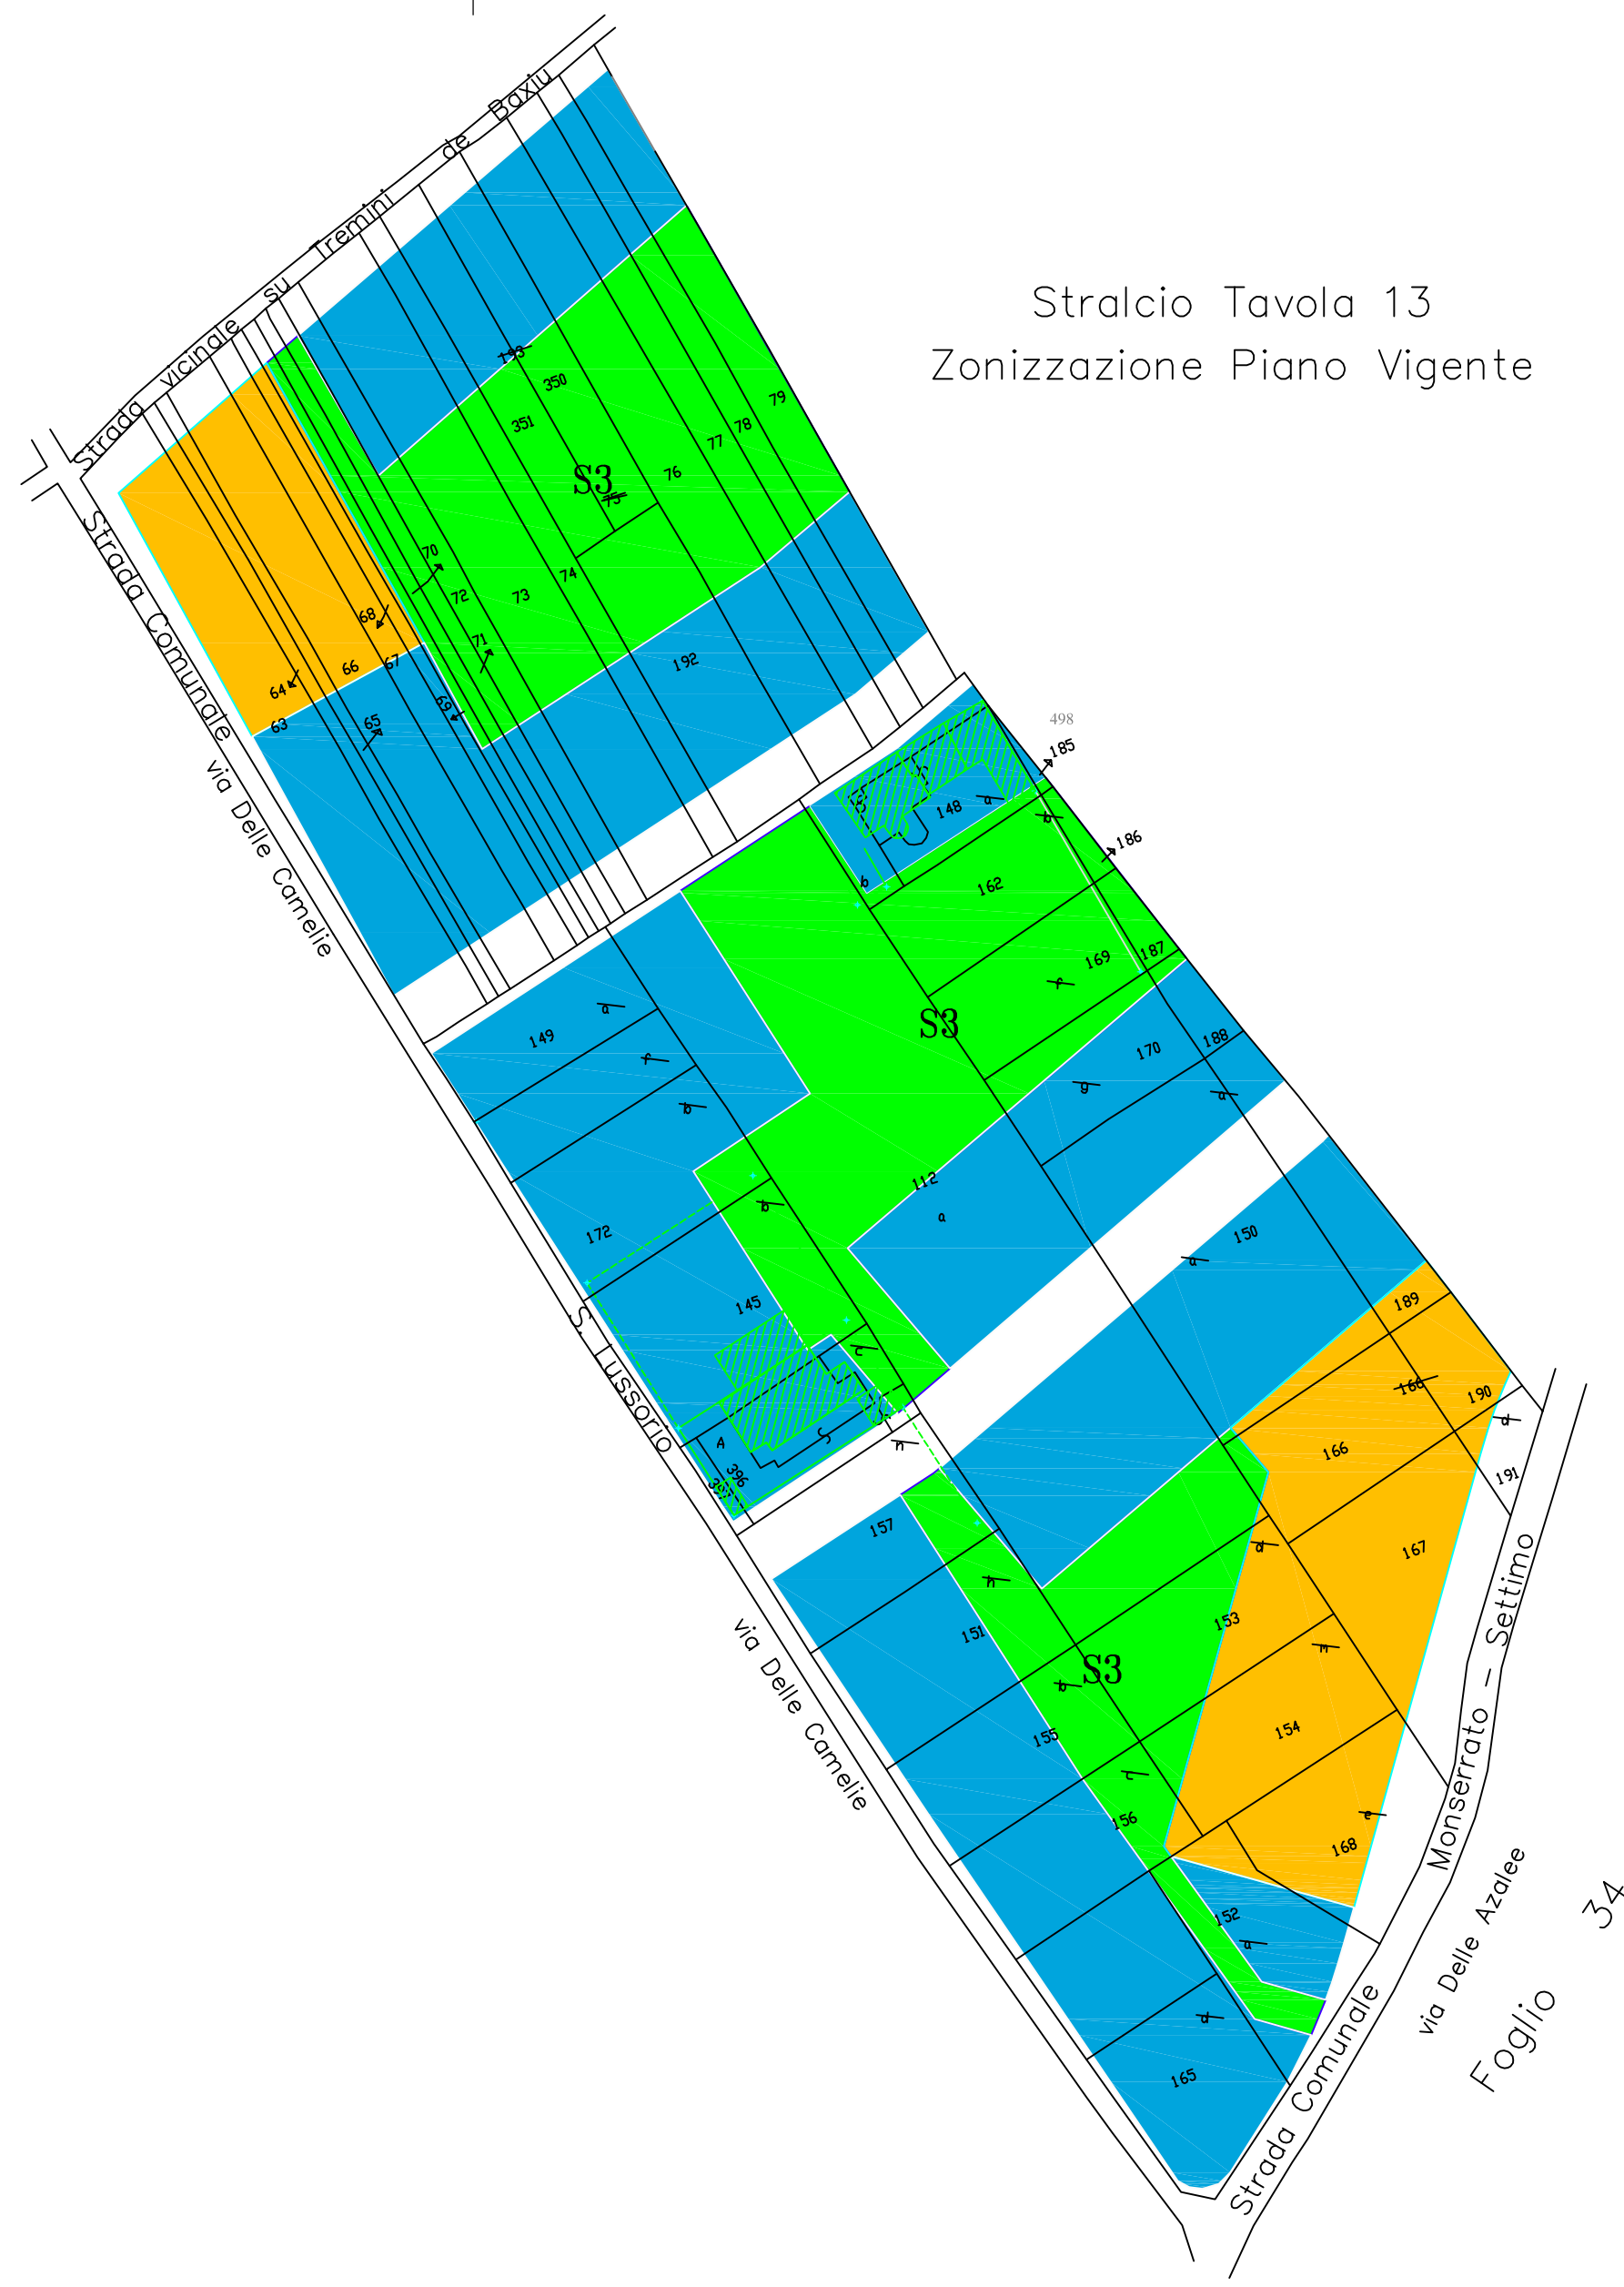 Stralcio Tavola 13
Zonizzazione Piano Vigente
Strada vicinale su Tremini de Baxiu
Strada Comunale
via Delle Camelie
S. Lussorio
via Delle Camelie
Strada Comunale Monserrato - Settimo
via Delle Azalee
Foglio 34
193
350
351
S3
75
76
77
78
79
70
72
73
74
71
68
66
67
64
63
65
69
192
498
185
148
a
b
b
186
162
169
187
f
S3
149
a
f
b
170
188
g
a
112
a
172
b
145
150
a
c
189
A
S
396
h
166
190
d
166
191
157
167
h
d
151
153
m
S3
b
155
154
c
156
e
168
152
a
d
165